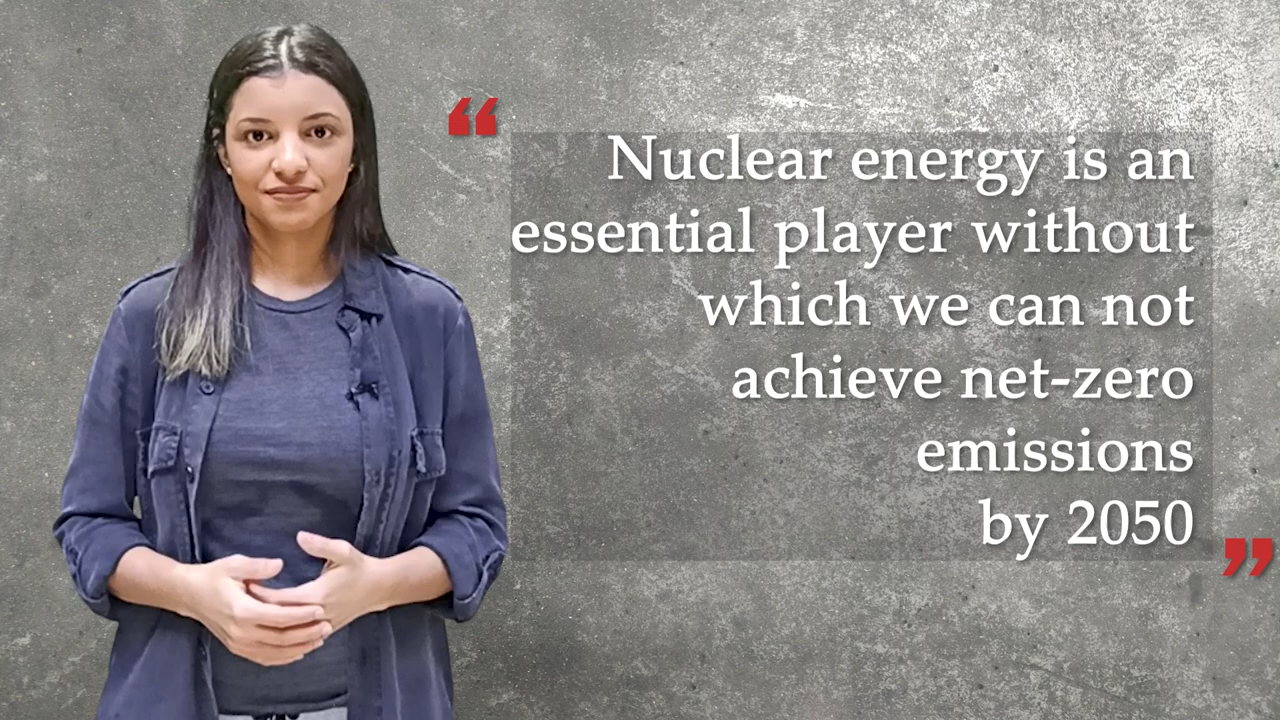 “
Nuclear energy is an
essential player without
which we can not
achieve net-zero
emissions
by 2050
”